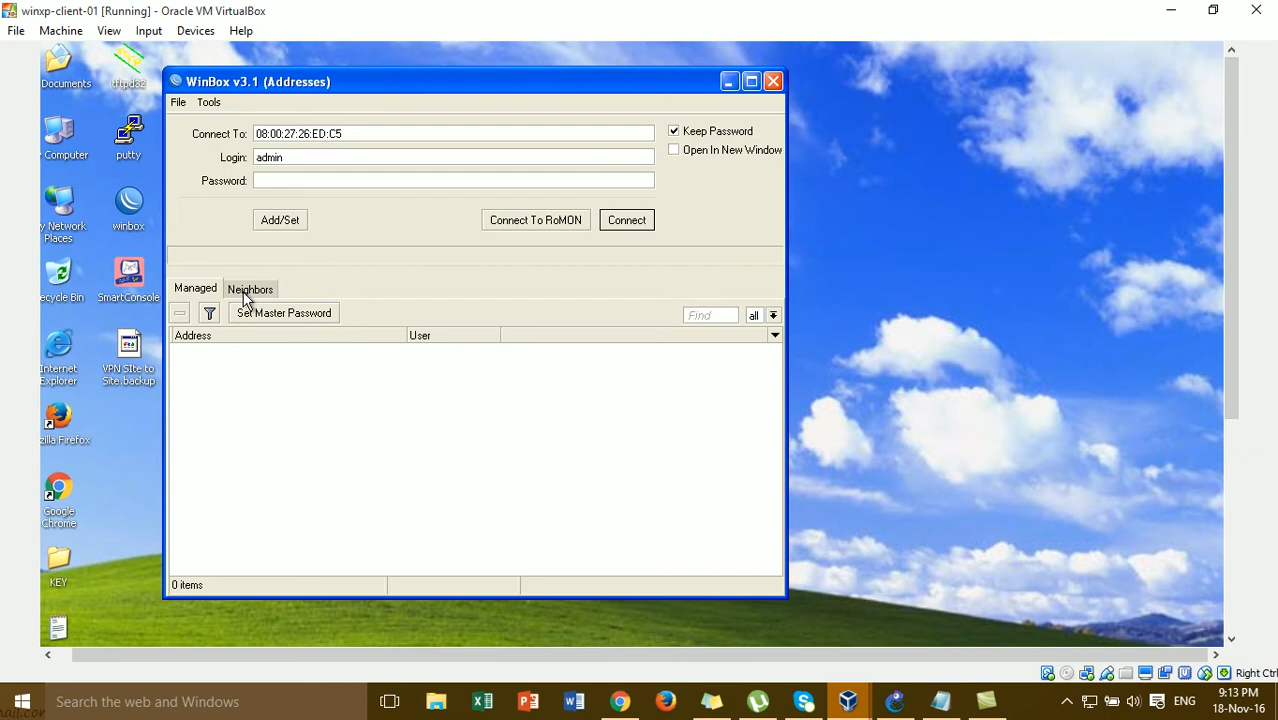 winxp-client-01 [Running] - Oracle VM VirtualBox
File Machine View Input Devices Help
Documents
tftpd32
y Computer
putty
y Network
Places
winbox
ecycle Bin
SmartConsole
Internet
Explorer
VPN SIte to
Site.backup
zilla Firefox
Google
Chrome
KEY
WinBox v3.1 (Addresses)
File Tools
Connect To: 08:00:27:26:ED:C5
Keep Password
Login: admin
Open In New Window
Password:
Add/Set
Connect To RoMON
Connect
Managed
Neighbors
Set Master Password
Find
all
Address
User
0 items
Right Ctr
Search the web and Windows
ENG
9:13 PM
18-Nov-16
mail.com